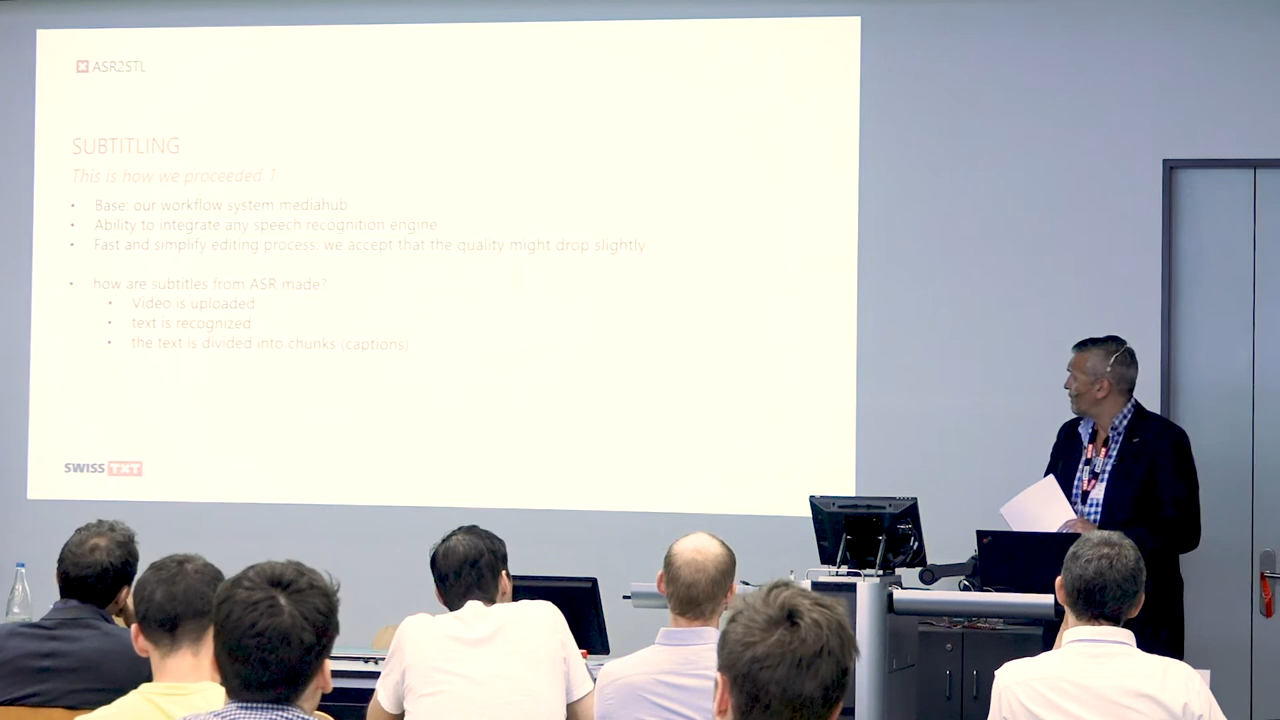 ASR2STL
SUBTITLING
This is how we proceeded 1
• Base: our workflow system mediahub
• Ability to integrate any speech recognition engine
• Fast and simplify editing process. we accept that the quality might drop slightly
• how are subtitles from ASR made?
• Video is uploaded
• text is recognized
• the text is divided into chunks (captions)
SWISS TXT